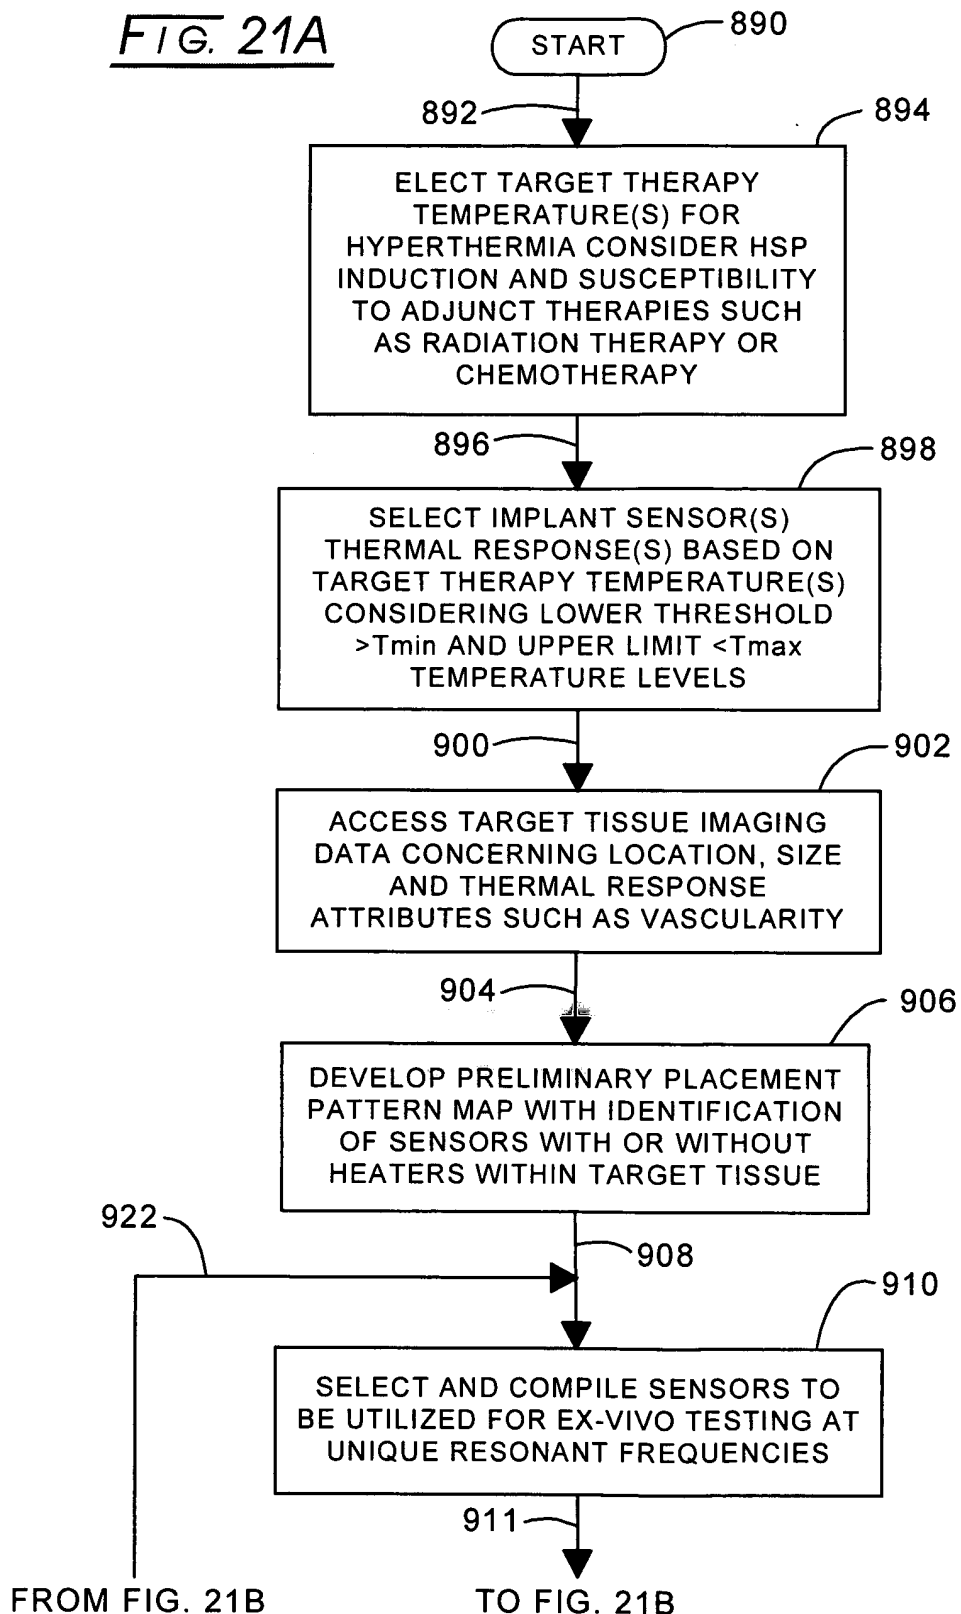 FIG. 21A
START
890
892
894
ELECT TARGET THERAPY
TEMPERATURE(S) FOR
HYPERTHERMIA CONSIDER HSP
INDUCTION AND SUSCEPTIBILITY
TO ADJUNCT THERAPIES SUCH
AS RADIATION THERAPY OR
CHEMOTHERAPY
896
898
SELECT IMPLANT SENSOR(S)
THERMAL RESPONSE(S) BASED ON
TARGET THERAPY TEMPERATURE(S)
CONSIDERING LOWER THRESHOLD
>Tmin AND UPPER LIMIT <Tmax
TEMPERATURE LEVELS
900
902
ACCESS TARGET TISSUE IMAGING
DATA CONCERNING LOCATION, SIZE
AND THERMAL RESPONSE
ATTRIBUTES SUCH AS VASCULARITY
904
906
DEVELOP PRELIMINARY PLACEMENT
PATTERN MAP WITH IDENTIFICATION
OF SENSORS WITH OR WITHOUT
HEATERS WITHIN TARGET TISSUE
922
908
910
SELECT AND COMPILE SENSORS TO
BE UTILIZED FOR EX-VIVO TESTING AT
UNIQUE RESONANT FREQUENCIES
911
FROM FIG. 21B
TO FIG. 21B